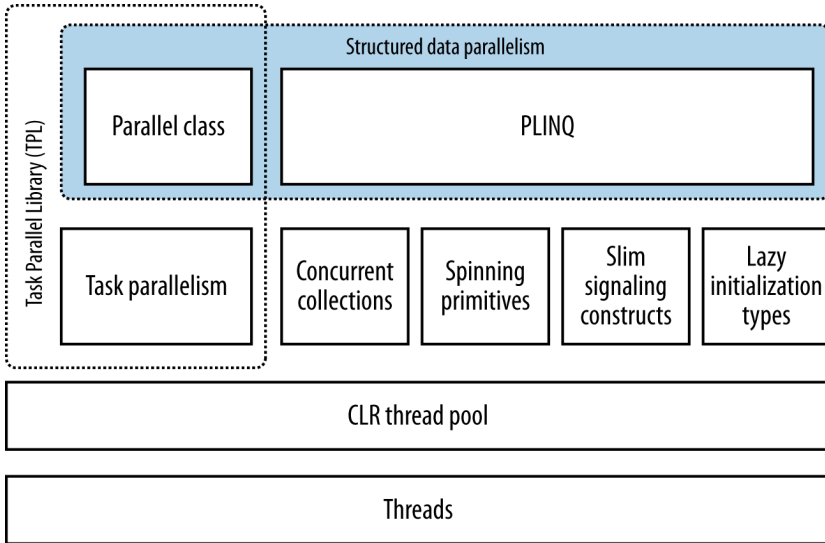 Structured data parallelism
Task Parallel Library (TPL)
Parallel class
PLINQ
Task parallelism
Concurrent
collections
Spinning
primitives
Slim
signaling
constructs
Lazy
initialization
types
CLR thread pool
Threads